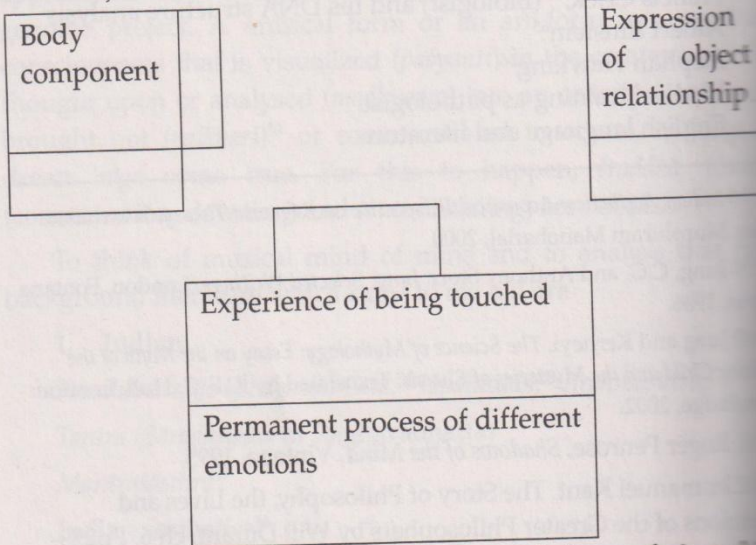 Body
component
Expression
of object
relationship
Experience of being touched
Permanent process of different
emotions